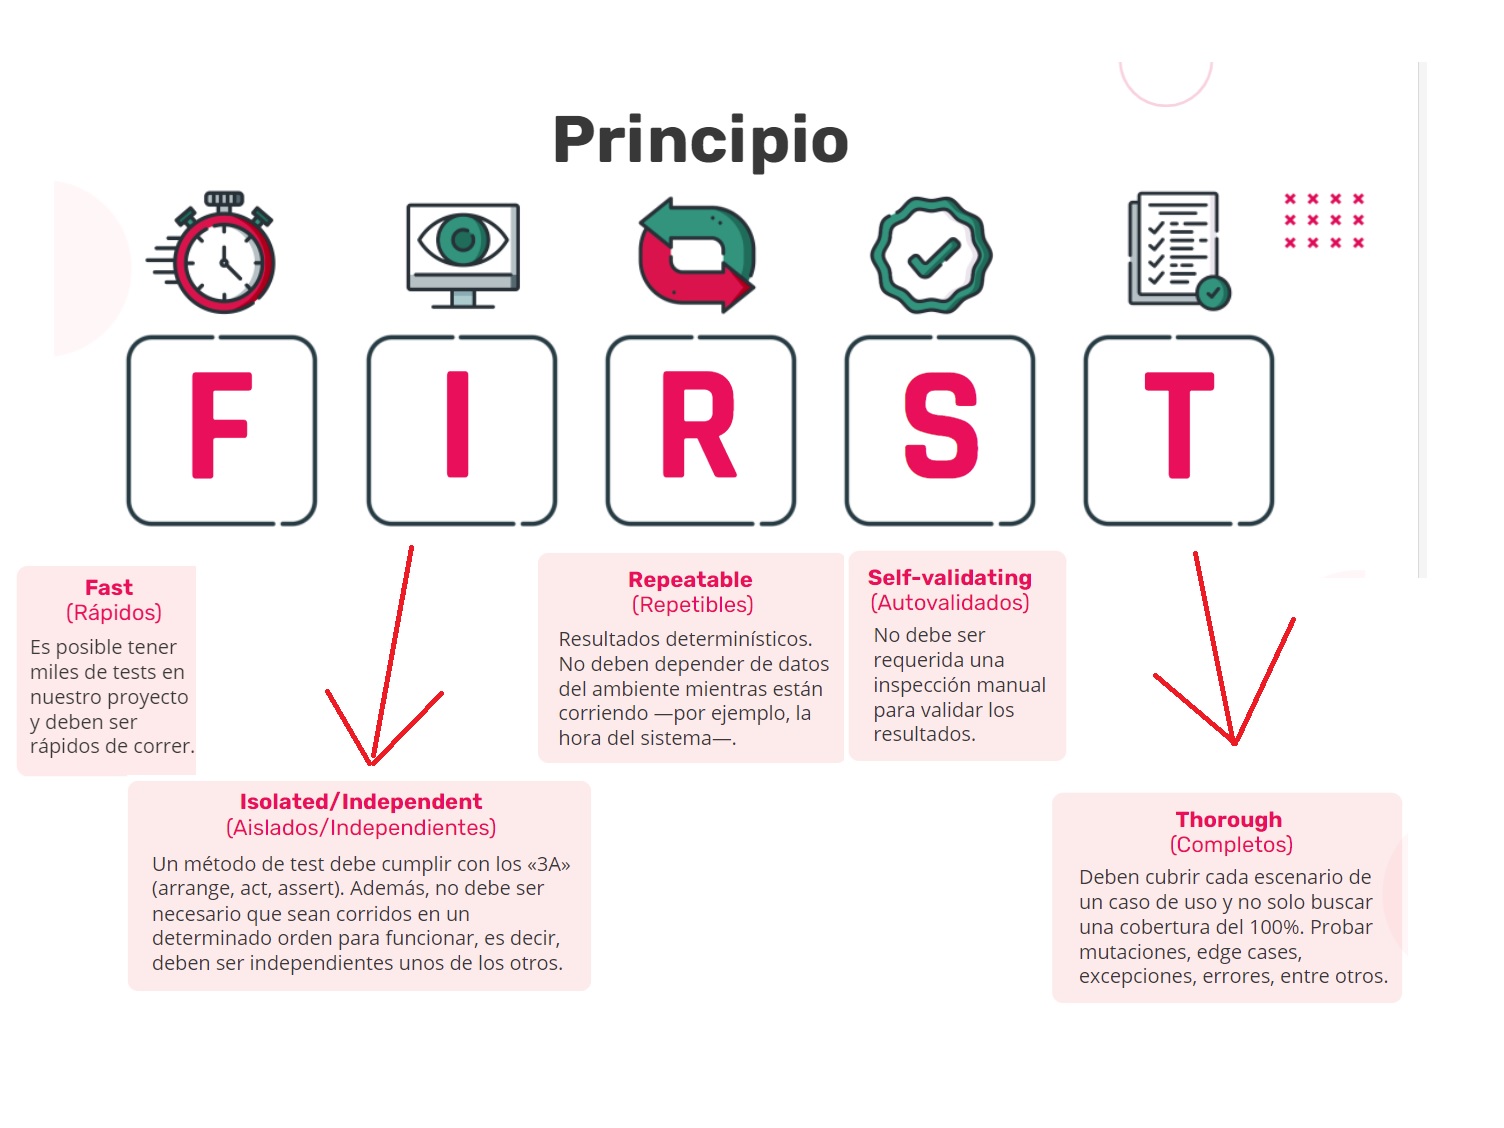 Principio
F
I
R
S
T
Fast
(Rápidos)
Es posible tener
miles de tests en
nuestro proyecto
y deben ser
rápidos de correr.
Isolated/Independent
(Aislados/Independientes)
Un método de test debe cumplir con los «3A»
(arrange, act, assert). Además, no debe ser
necesario que sean corridos en un
determinado orden para funcionar, es decir,
deben ser independientes unos de los otros.
Repeatable
(Repetibles)
Resultados determinísticos.
No deben depender de datos
del ambiente mientras están
corriendo —por ejemplo, la
hora del sistema—.
Self-validating
(Autovalidados)
No debe ser
requerida una
inspección manual
para validar los
resultados.
Thorough
(Completos)
Deben cubrir cada escenario de
un caso de uso y no solo buscar
una cobertura del 100%. Probar
mutaciones, edge cases,
excepciones, errores, entre otros.